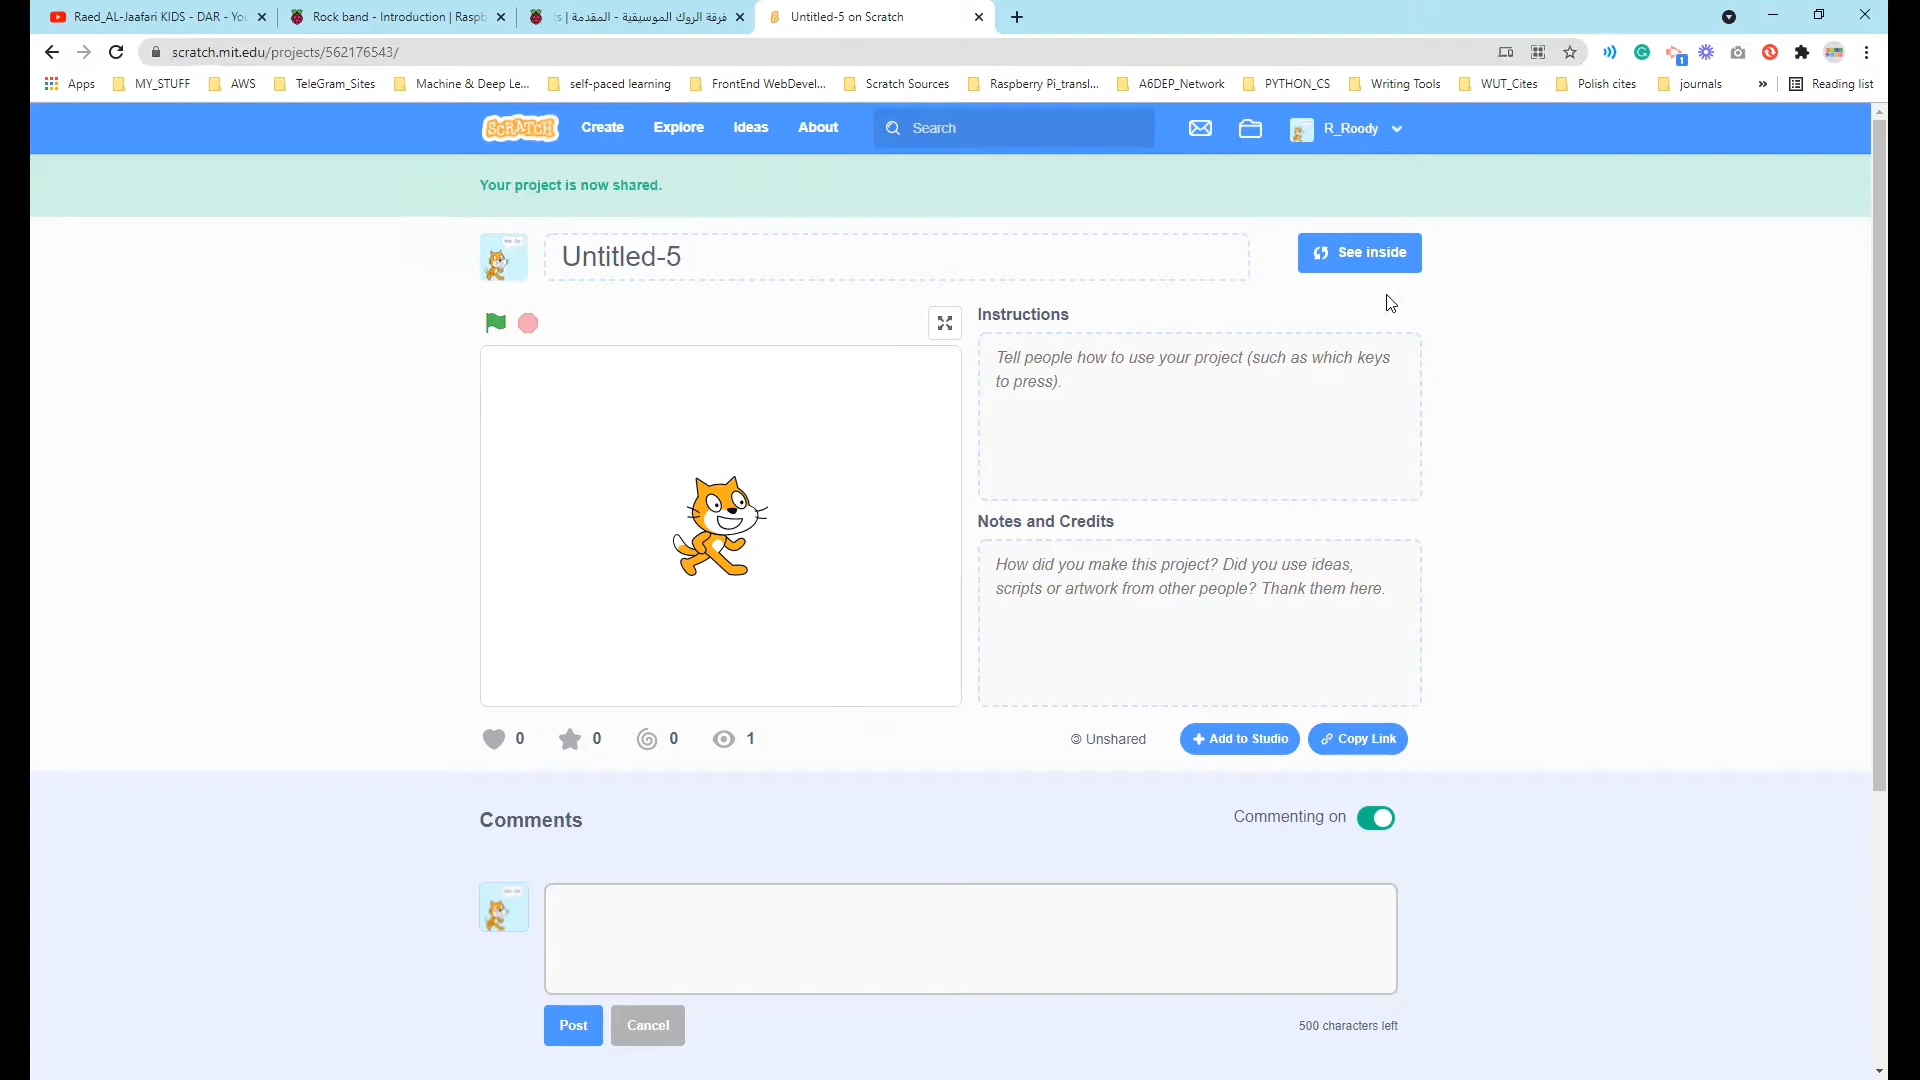 Raed_AL-Jaafari KIDS - DAR - You
Rock band - Introduction | Raspb
فرقة الروك الموسيقية - المقدمة | ts
Untitled-5 on Scratch
scratch.mit.edu/projects/562176543/
1
Apps
MY_STUFF
AWS
TeleGram_Sites
Machine & Deep Le...
self-paced learning
FrontEnd WebDevel...
Scratch Sources
Raspberry Pi_transl...
A6DEP_Network
PYTHON_CS
Writing Tools
WUT_Cites
Polish cites
journals
»
Reading list
SCRATCH
Create
Explore
Ideas
About
Search
R_Roody
Your project is now shared.
Untitled-5
See inside
Instructions
Tell people how to use your project (such as which keys
to press).
Notes and Credits
How did you make this project? Did you use ideas,
scripts or artwork from other people? Thank them here.
0
0
0
1
Unshared
Add to Studio
Copy Link
Comments
Commenting on
Post
Cancel
500 characters left